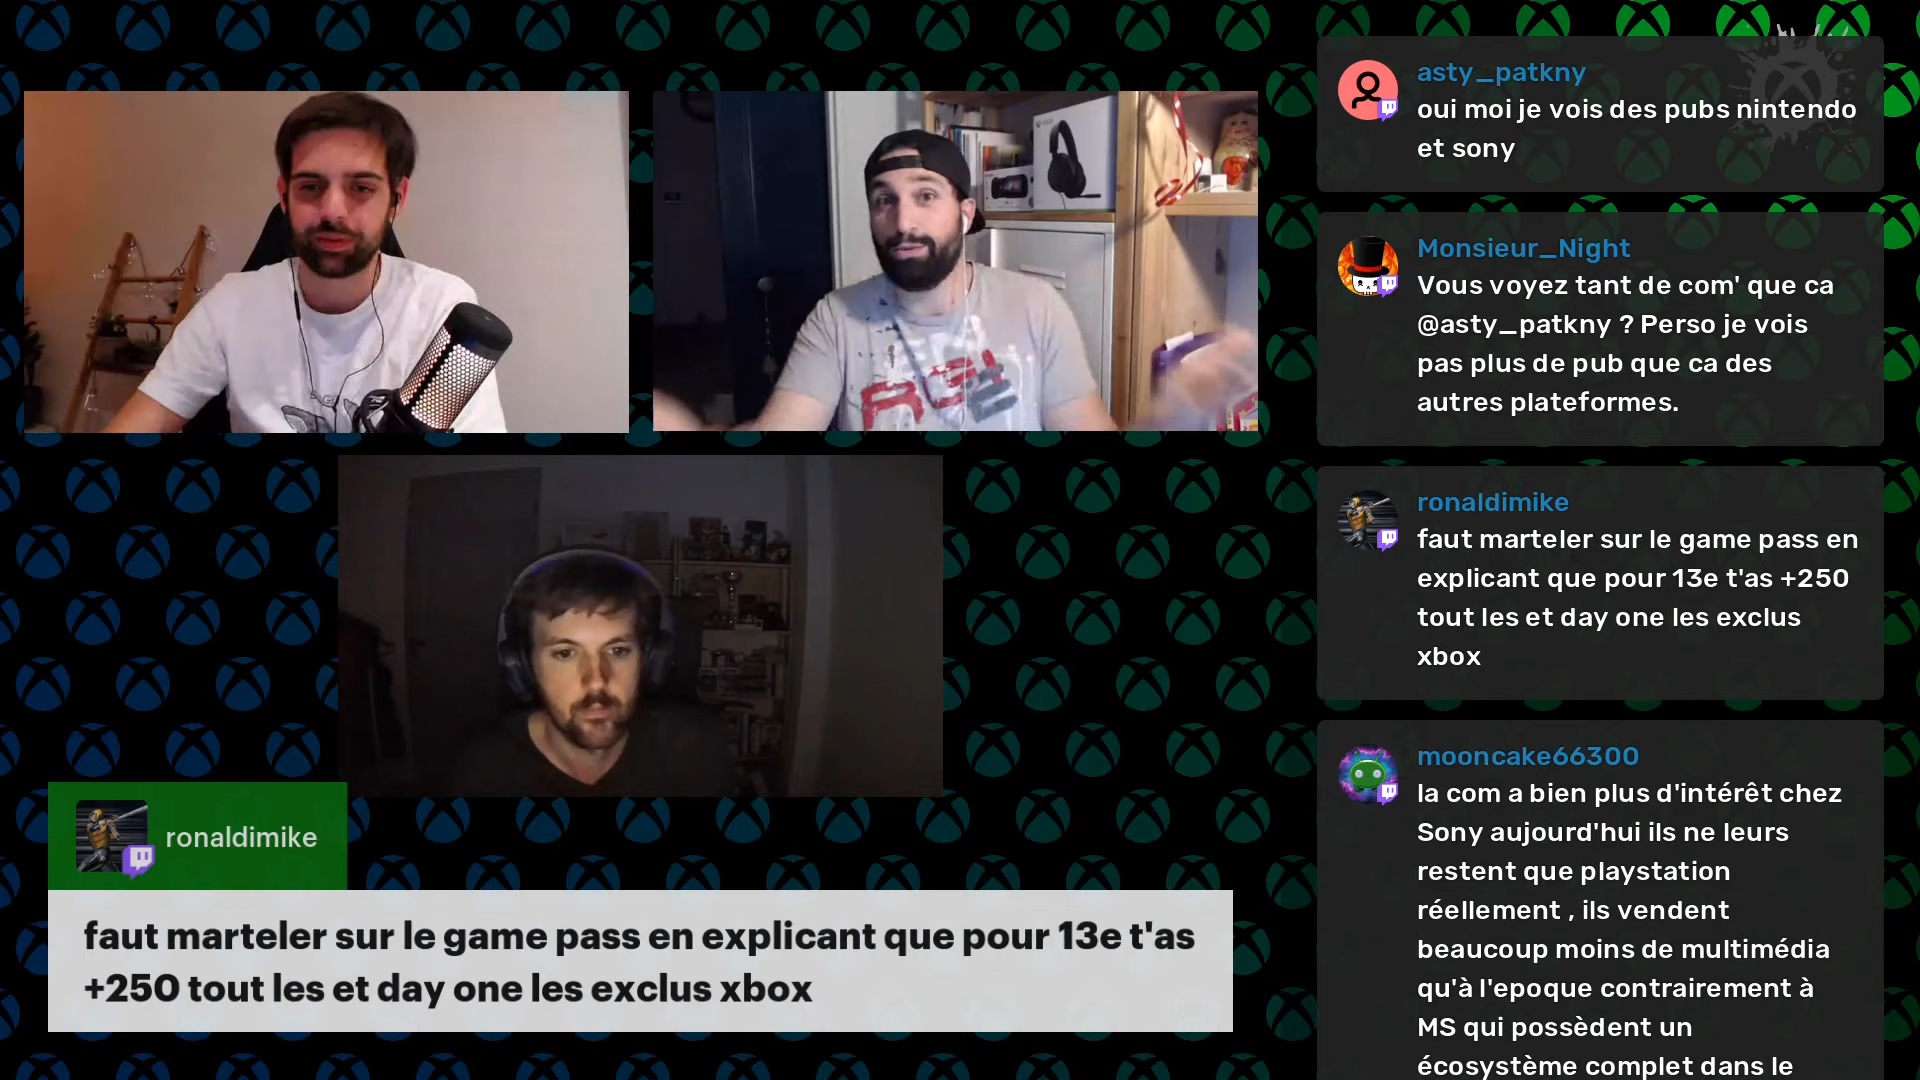 asty_patkny
oui moi je vois des pubs nintendo
et sony
Monsieur_Night
Vous voyez tant de com' que ca
@asty_patkny ? Perso je vois
pas plus de pub que ca des
autres plateformes.
ronaldimike
faut marteler sur le game pass en
explicant que pour 13e t'as +250
tout les et day one les exclus
xbox
mooncake66300
la com a bien plus d'intérêt chez
Sony aujourd'hui ils ne leurs
restent que playstation
réellement , ils vendent
beaucoup moins de multimédia
qu'à l'epoque contrairement à
MS qui possèdent un
écosystème complet dans le
ronaldimike
faut marteler sur le game pass en explicant que pour 13e t'as
+250 tout les et day one les exclus xbox